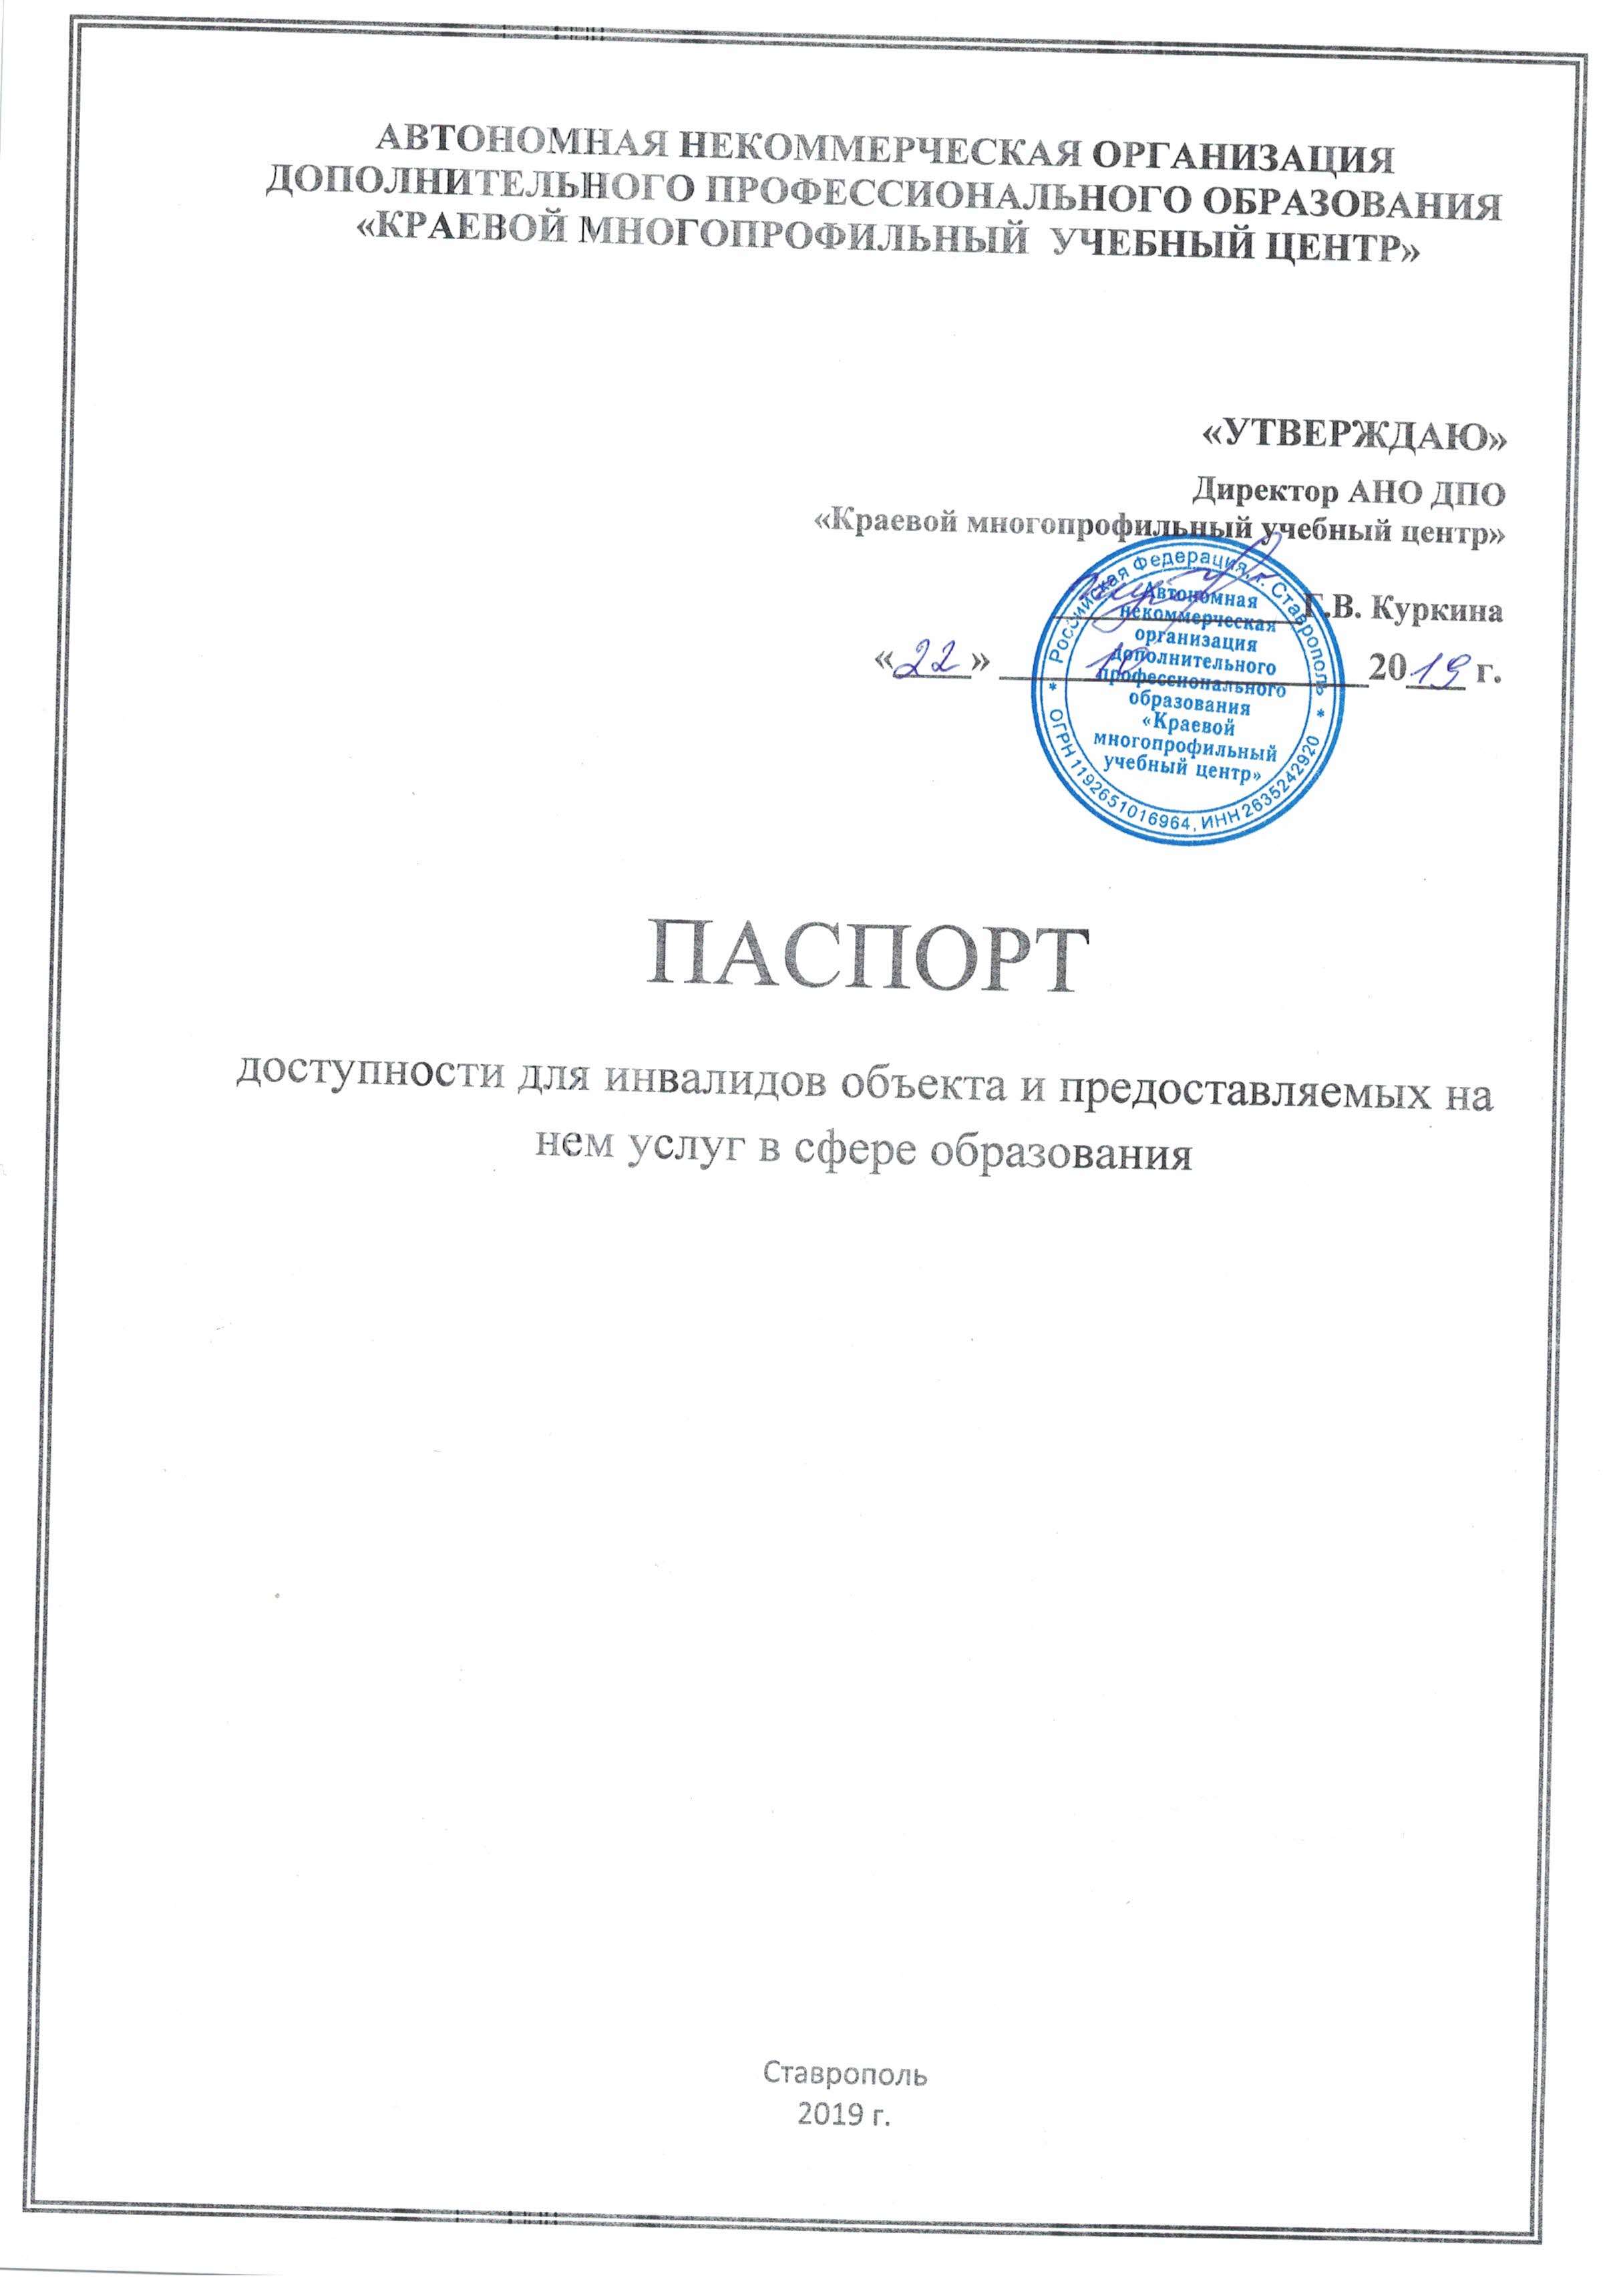 АВТОНОМНАЯ НЕКОММЕРЧЕСКАЯ ОРГАНИЗАЦИЯ
ДОПОЛНИТЕЛЬНОГО ПРОФЕССИОНАЛЬНОГО ОБРАЗОВАНИЯ
«КРАЕВОЙ МНОГОПРОФИЛЬНЫЙ УЧЕБНЫЙ ЦЕНТР»
«УТВЕРЖДАЮ»
Директор АНО ДПО
«Краевой многопрофильный учебный центр»
Г.В. Куркина
«22» 10 2019 г.
* Российская Федерация, г. Ставрополь *
ОГРН 1192651016964, ИНН 2635242920
Автономная
некоммерческая
организация
дополнительного
профессионального
образования
«Краевой
многопрофильный
учебный центр»
ПАСПОРТ
доступности для инвалидов объекта и предоставляемых на
нем услуг в сфере образования
Ставрополь
2019 г.